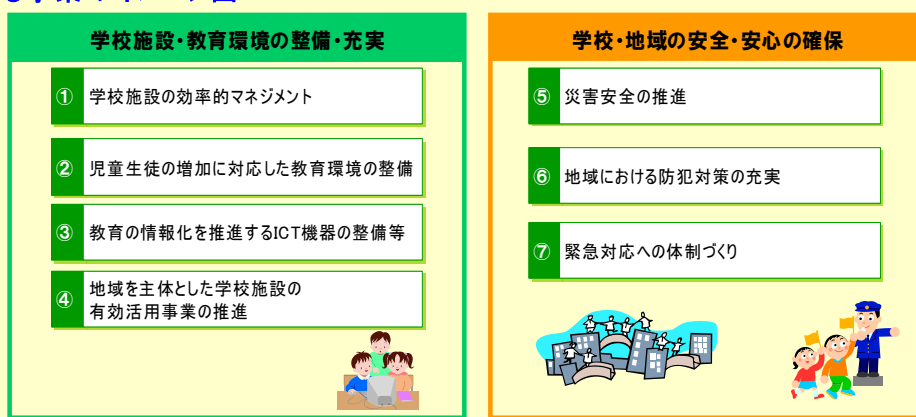 学校施設・教育環境の整備・充実
① 学校施設の効率的マネジメント
② 児童生徒の増加に対応した教育環境の整備
③ 教育の情報化を推進するICT機器の整備等
④ 地域を主体とした学校施設の
有効活用事業の推進
学校・地域の安全・安心の確保
⑤ 災害安全の推進
⑥ 地域における防犯対策の充実
⑦ 緊急対応への体制づくり